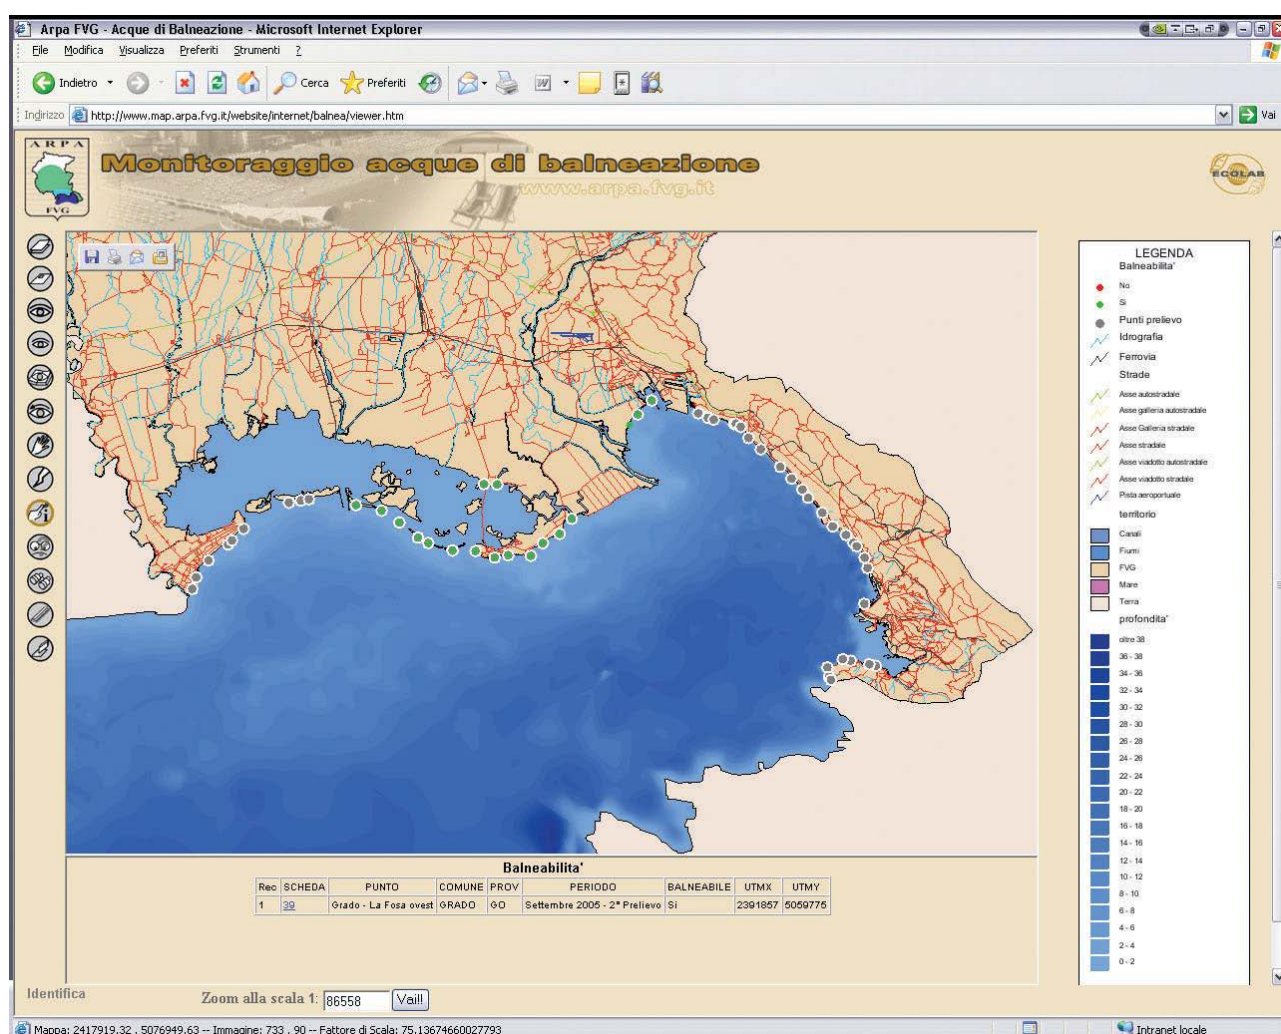 Arpa FVG - Acque di Balneazione - Microsoft Internet Explorer
File Modifica Visualizza Preferiti Strumenti ?
Indietro Cerca Preferiti
Indirizzo http://www.map.arpa.fvg.it/website/internet/balnea/viewer.htm Vai
ARPA
FVG
Monitoraggio acque di balneazione
www.arpa.fvg.it
ECOLAB
LEGENDA
Balneabilita'
No
Si
Punti prelievo
Idrografia
Ferrovia
Strade
Asse autostradale
Asse galleria autostradale
Asse Galleria stradale
Asse stradale
Asse viadotto autostradale
Asse viadotto stradale
Pista aeroportuale
territorio
Canali
Fiumi
FVG
Mare
Terra
profondita'
oltre 38
36 - 38
34 - 36
32 - 34
30 - 32
28 - 30
26 - 28
24 - 26
22 - 24
20 - 22
18 - 20
16 - 18
14 - 16
12 - 14
10 - 12
8 - 10
6 - 8
4 - 6
2 - 4
0 - 2
Balneabilita'
Rec SCHEDA PUNTO COMUNE PROV PERIODO BALNEABILE UTMX UTMY
1 39 Grado - La Fosa ovest GRADO GO Settembre 2005 - 2° Prelievo Si 2391857 5059775
Identifica Zoom alla scala 1: 86558 Vai!!
Mappa: 2417919.32 , 5076949.63 -- Immagine: 733 , 90 -- Fattore di Scala: 75.13674660027793 Intranet locale